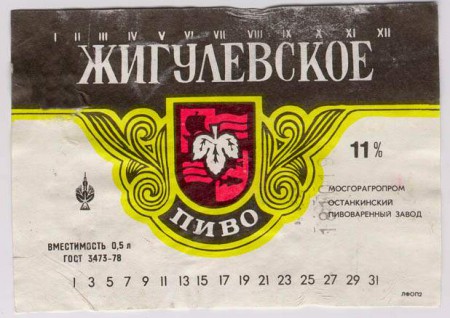 I II III IV V VI VII VIII IX X XI XII
ЖИГУЛЕВСКОЕ
11%
МОСГОРАГРОПРОМ
ОСТАНКИНСКИЙ
ПИВОВАРЕННЫЙ ЗАВОД
ПИВО
ВМЕСТИМОСТЬ 0,5 л
ГОСТ 3473-78
1 3 5 7 9 11 13 15 17 19 21 23 25 27 29 31
ЛФОП2